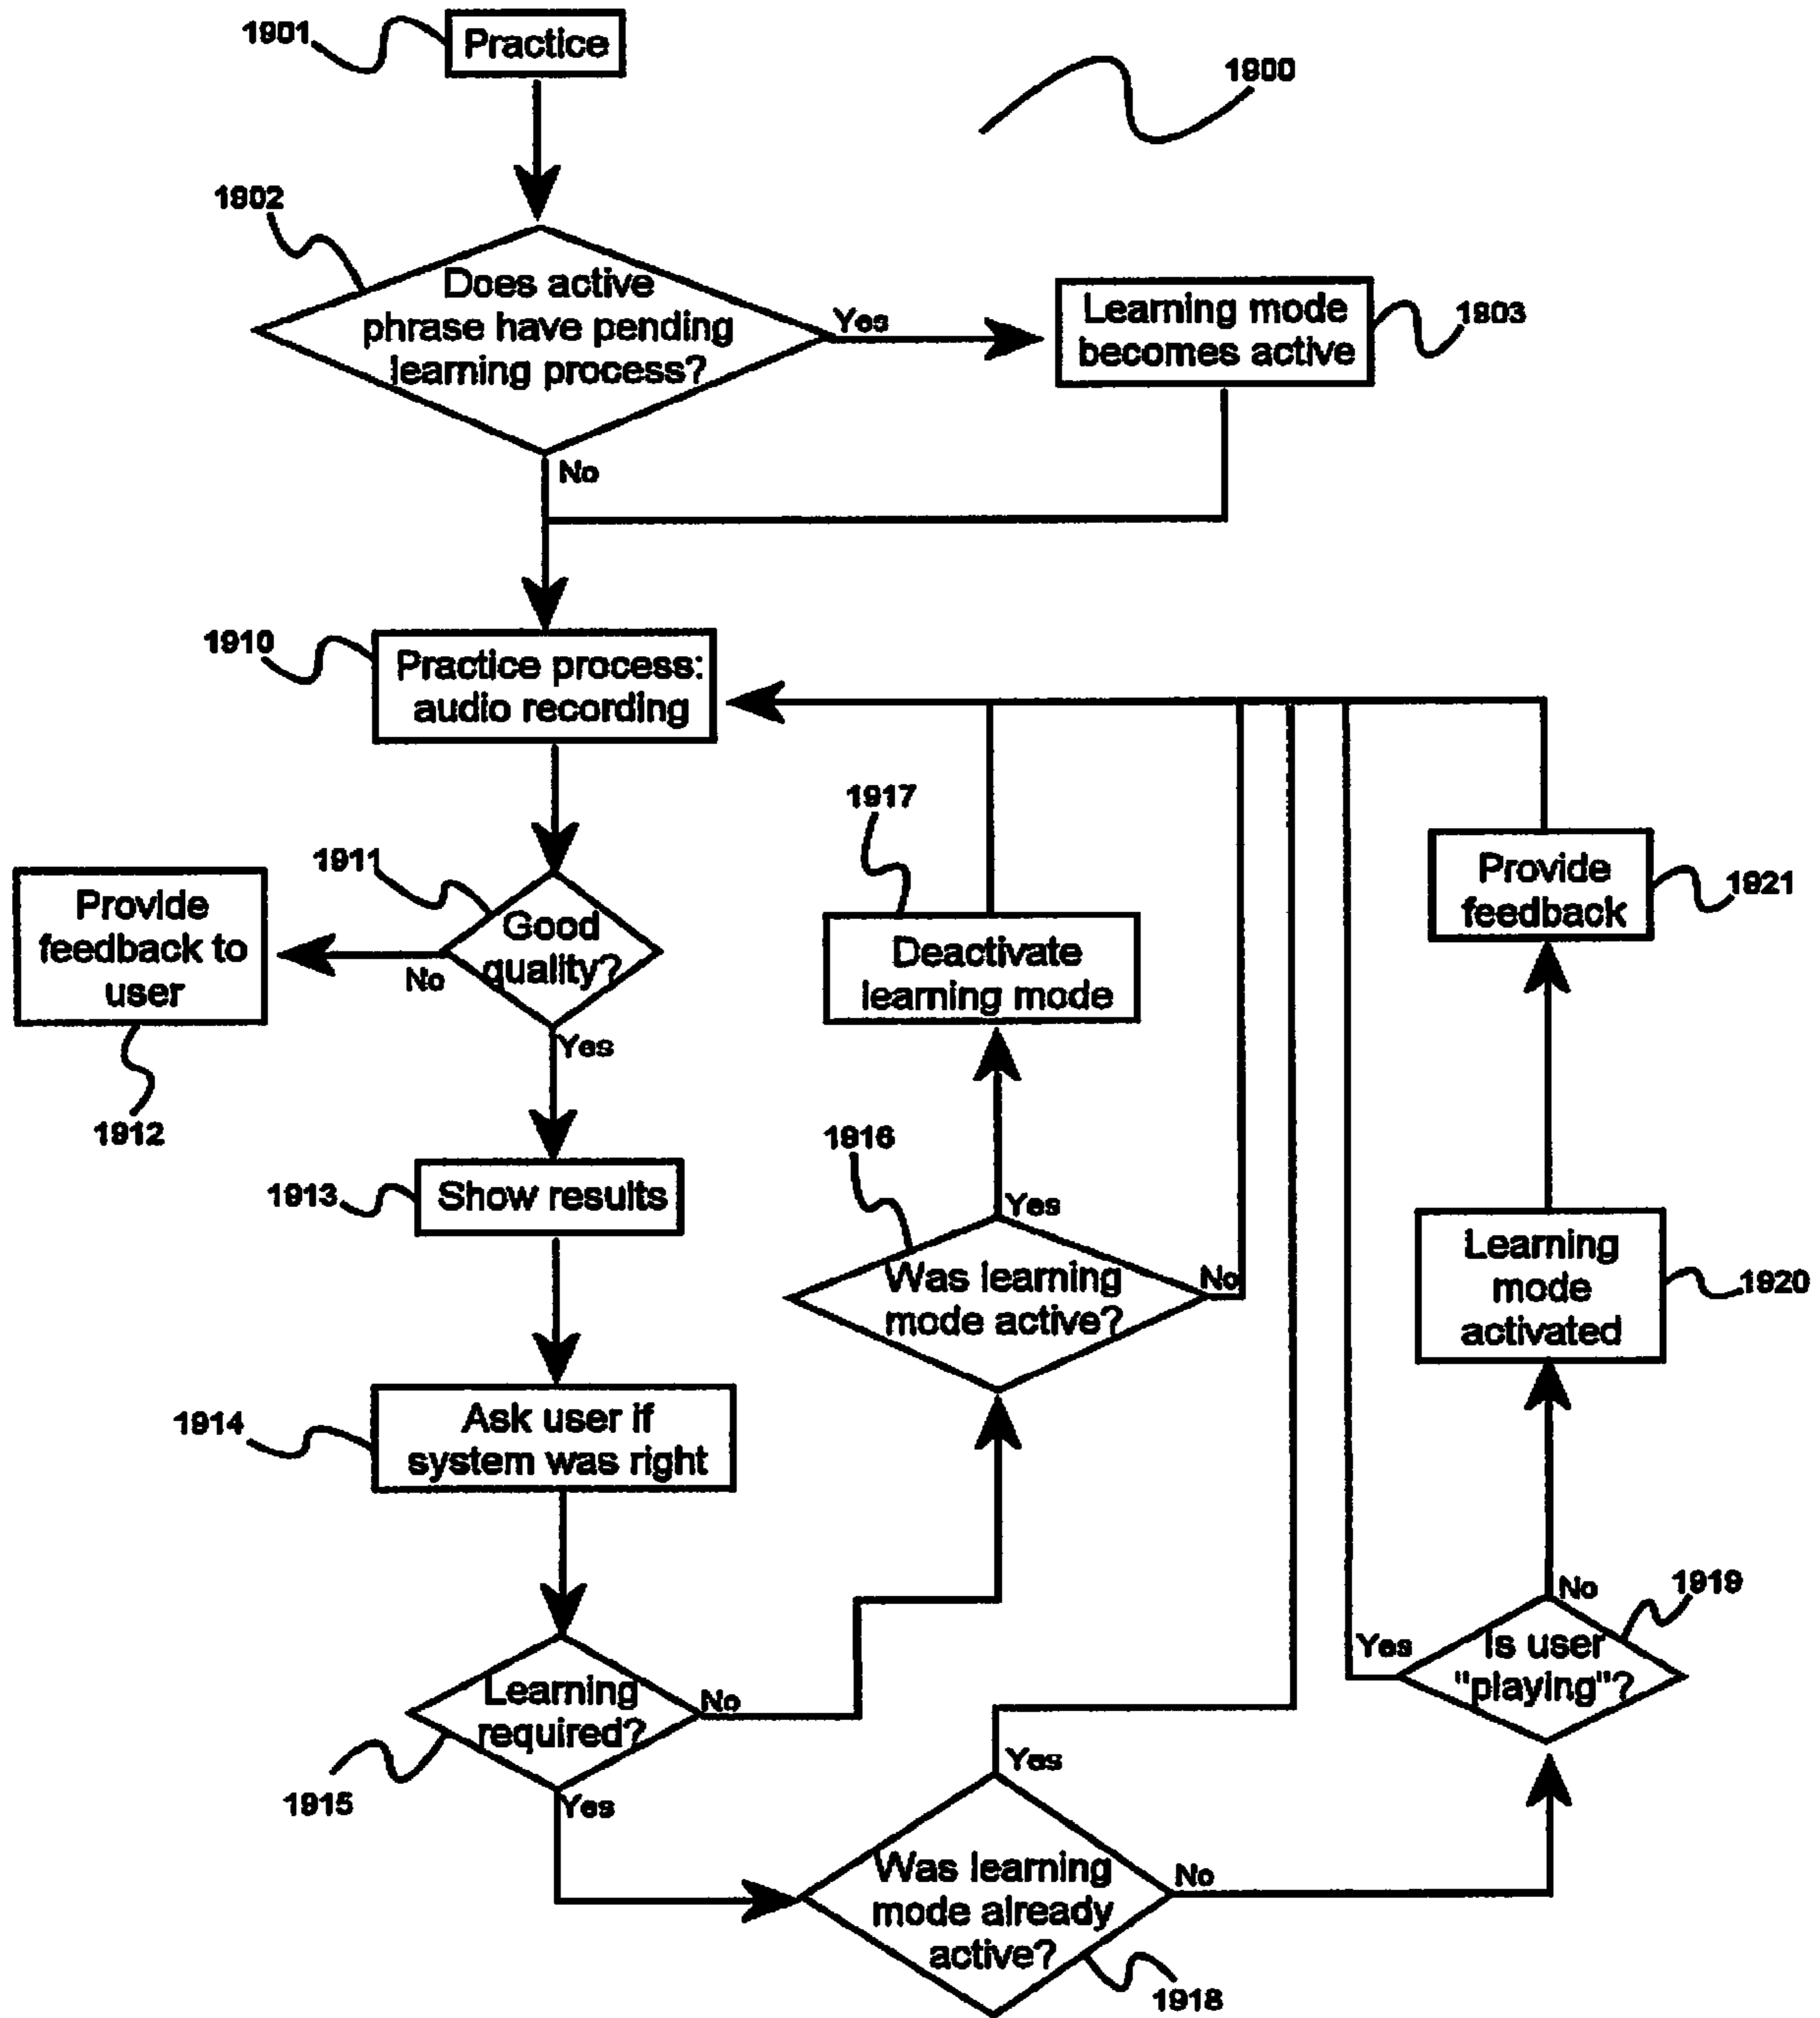 1901
Practice
1900
1902
Does active
phrase have pending
learning process?
Yes
Learning mode
becomes active
1903
No
1910
Practice process:
audio recording
1917
1911
Good
quality?
No
Provide
feedback to
user
1912
Yes
Deactivate
learning mode
Provide
feedback
1921
1913
Show results
1916
Yes
Was learning
mode active?
No
Learning
mode
activated
1920
1914
Ask user if
system was right
No
1919
Is user
"playing"?
Yes
Learning
required?
No
1915
Yes
Yes
Was learning
mode already
active?
No
1918